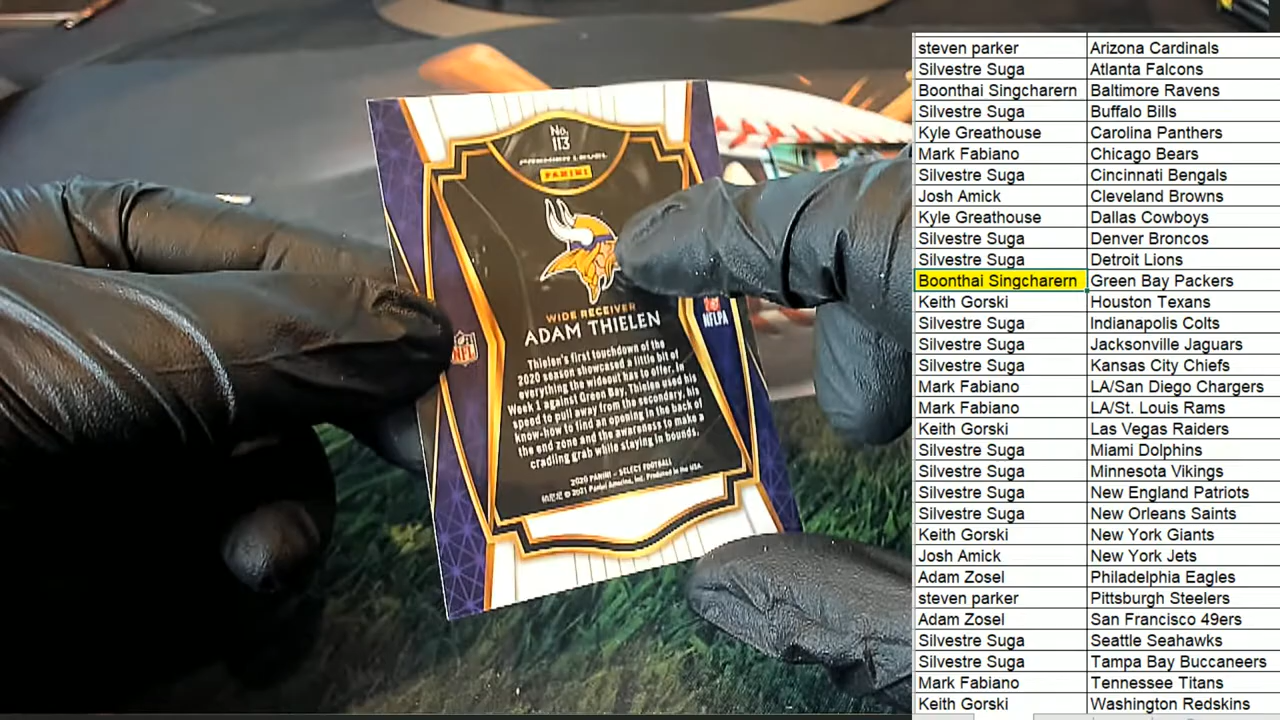 No.
113
PREMIER LEVEL
PANINI
WIDE RECEIVER
ADAM THIELEN
Thielen's first touchdown of the
2020 season showcased a little bit of
everything the wideout has to offer. In
Week 1 against Green Bay, Thielen used his
speed to pull away from the secondary, his
know-how to find an opening in the back of
the end zone and the awareness to make a
cradling grab while staying in bounds.
2020 PANINI - SELECT FOOTBALL
© 2021 Panini America, Inc. Produced in the USA.
NFL
NFLPA
steven parker Arizona Cardinals
Silvestre Suga Atlanta Falcons
Boonthai Singcharern Baltimore Ravens
Silvestre Suga Buffalo Bills
Kyle Greathouse Carolina Panthers
Mark Fabiano Chicago Bears
Silvestre Suga Cincinnati Bengals
Josh Amick Cleveland Browns
Kyle Greathouse Dallas Cowboys
Silvestre Suga Denver Broncos
Silvestre Suga Detroit Lions
Boonthai Singcharern Green Bay Packers
Keith Gorski Houston Texans
Silvestre Suga Indianapolis Colts
Silvestre Suga Jacksonville Jaguars
Silvestre Suga Kansas City Chiefs
Mark Fabiano LA/San Diego Chargers
Mark Fabiano LA/St. Louis Rams
Keith Gorski Las Vegas Raiders
Silvestre Suga Miami Dolphins
Silvestre Suga Minnesota Vikings
Silvestre Suga New England Patriots
Silvestre Suga New Orleans Saints
Keith Gorski New York Giants
Josh Amick New York Jets
Adam Zosel Philadelphia Eagles
steven parker Pittsburgh Steelers
Adam Zosel San Francisco 49ers
Silvestre Suga Seattle Seahawks
Silvestre Suga Tampa Bay Buccaneers
Mark Fabiano Tennessee Titans
Keith Gorski Washington Redskins